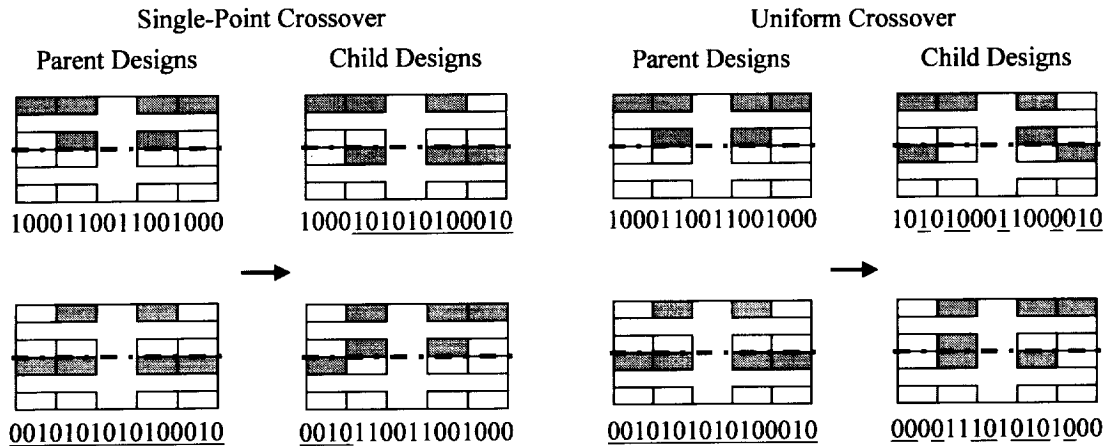 Single-Point Crossover
Parent Designs
Child Designs
1000110011001000
1000101010100010
0010101010100010
0010110011001000
Uniform Crossover
Parent Designs
Child Designs
1000110011001000
1010100011000010
0010101010100010
0000111010101000